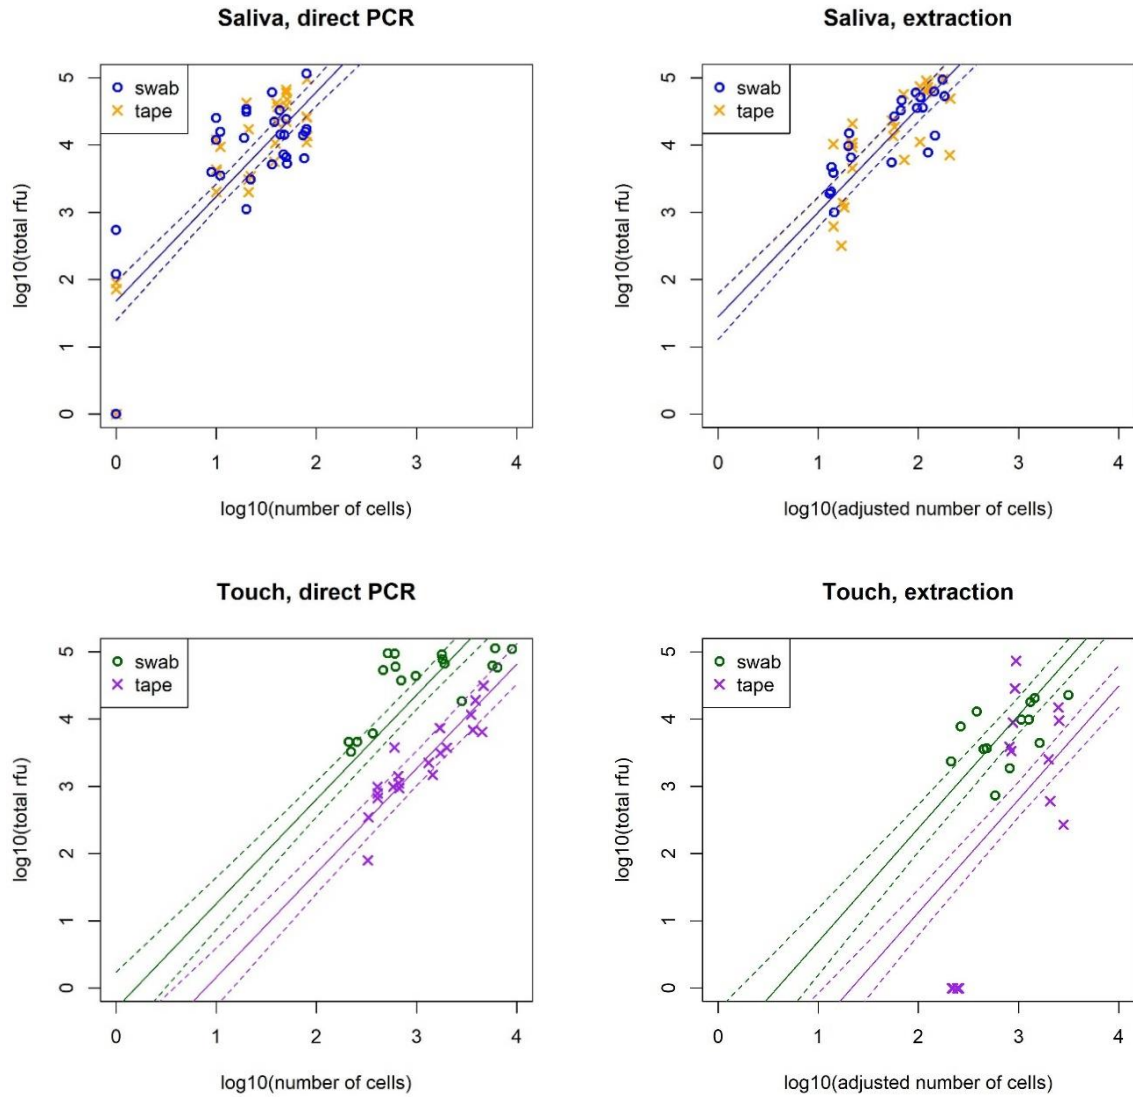 Saliva, direct PCR
swab
tape
5
4
3
2
1
0
log10(total rfu)
0 1 2 3 4
log10(number of cells)
Saliva, extraction
swab
tape
5
4
3
2
1
0
log10(total rfu)
0 1 2 3 4
log10(adjusted number of cells)
Touch, direct PCR
swab
tape
5
4
3
2
1
0
log10(total rfu)
0 1 2 3 4
log10(number of cells)
Touch, extraction
swab
tape
5
4
3
2
1
0
log10(total rfu)
0 1 2 3 4
log10(adjusted number of cells)